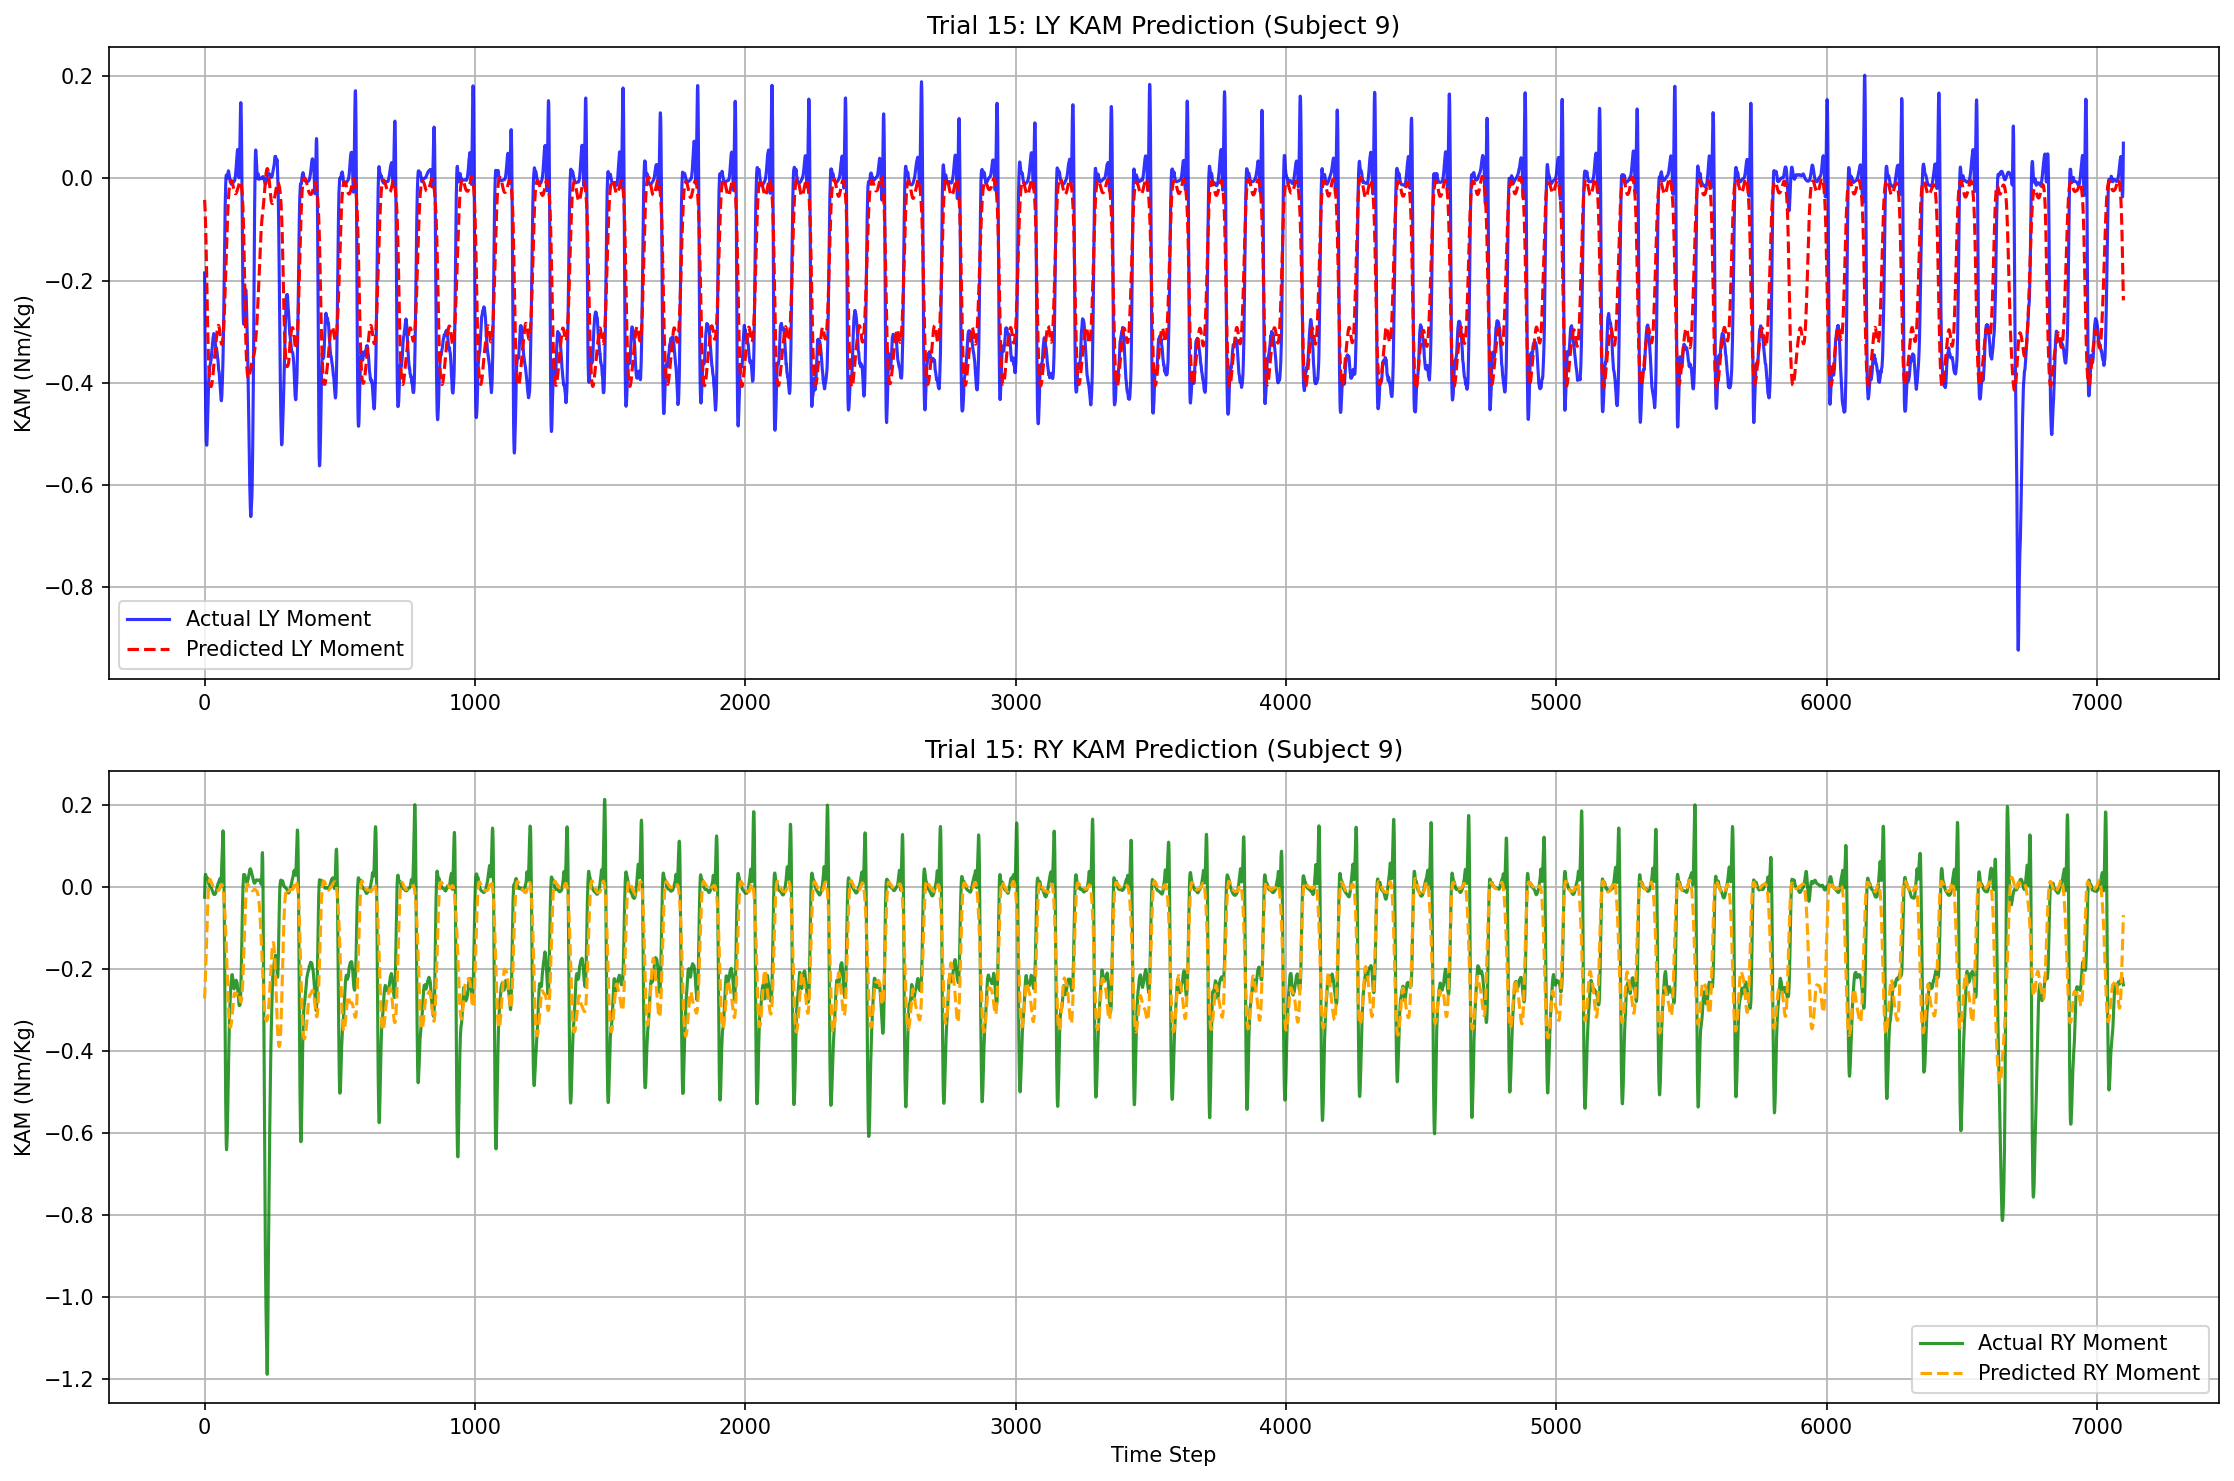 Trial 15: LY KAM Prediction (Subject 9)
KAM (Nm/Kg)
0.2
0.0
−0.2
−0.4
−0.6
−0.8
Actual LY Moment
Predicted LY Moment
0 1000 2000 3000 4000 5000 6000 7000
Trial 15: RY KAM Prediction (Subject 9)
KAM (Nm/Kg)
0.2
0.0
−0.2
−0.4
−0.6
−0.8
−1.0
−1.2
Actual RY Moment
Predicted RY Moment
0 1000 2000 3000 4000 5000 6000 7000
Time Step